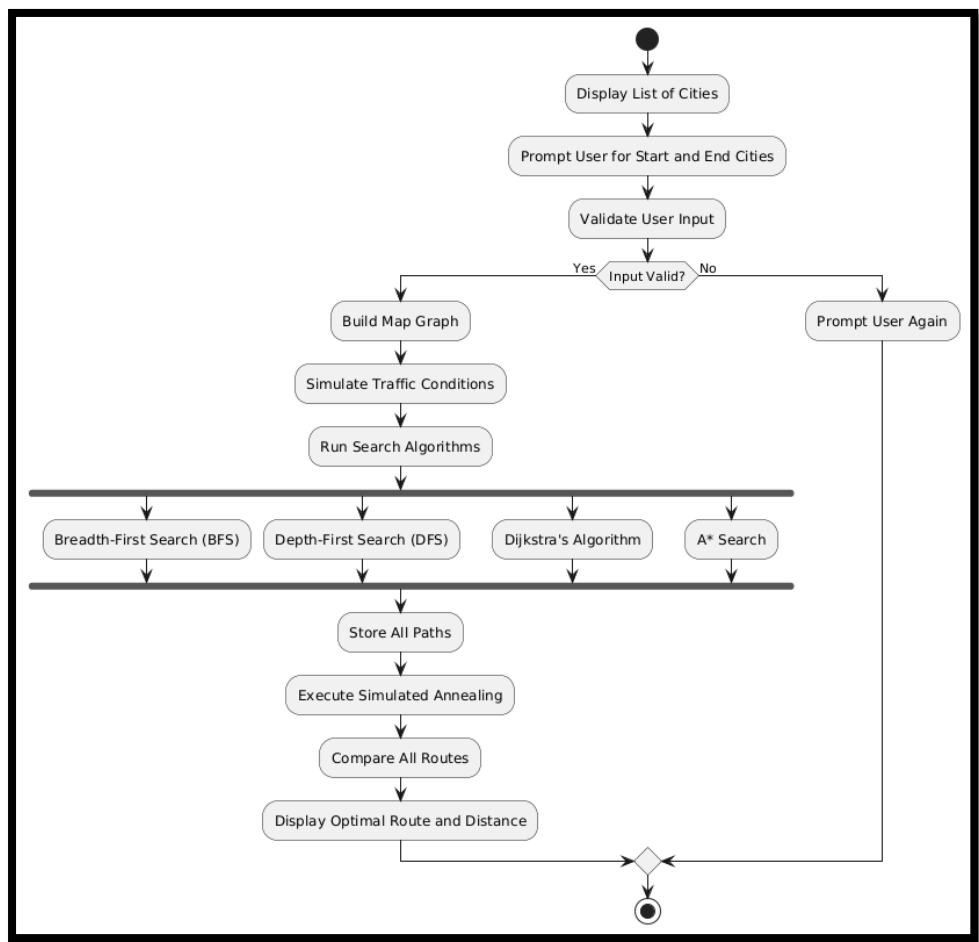 Display List of Cities
Prompt User for Start and End Cities
Validate User Input
Yes
Input Valid?
No
Build Map Graph
Prompt User Again
Simulate Traffic Conditions
Run Search Algorithms
Breadth-First Search (BFS)
Depth-First Search (DFS)
Dijkstra's Algorithm
A* Search
Store All Paths
Execute Simulated Annealing
Compare All Routes
Display Optimal Route and Distance